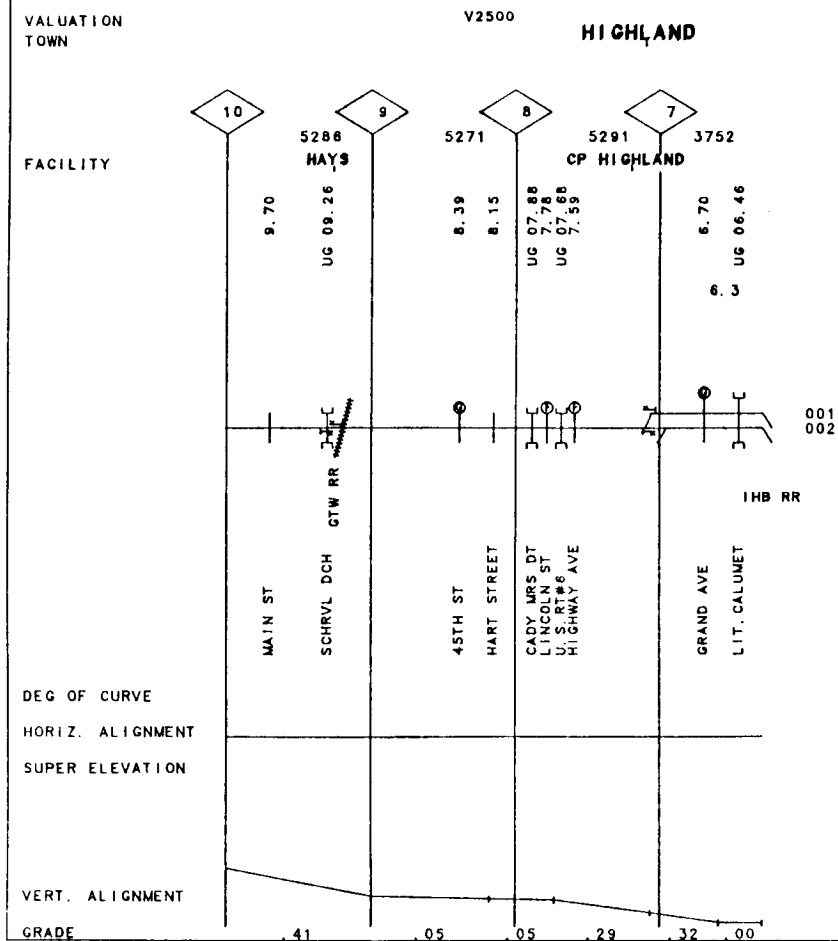 VALUATION V2500 HIGHLAND
TOWN
10 9 8 7
5286 5271 5291 3752
FACILITY HAYS CP HIGHLAND
9.70
UG 09.26
8.39
8.15
UG 07.88
7.78
UG 07.68
7.59
6.70
UG 06.46
6.3
001
002
GTW RR
IHB RR
MAIN ST
SCHRVL DCH
45TH ST
HART STREET
CADY MRS DT
LINCOLN ST
U.S.RT#6
HIGHWAY AVE
GRAND AVE
LIT. CALUMET
DEG OF CURVE
HORIZ. ALIGNMENT
SUPER ELEVATION
VERT. ALIGNMENT
GRADE .41 .05 .05 .29 .32 .00